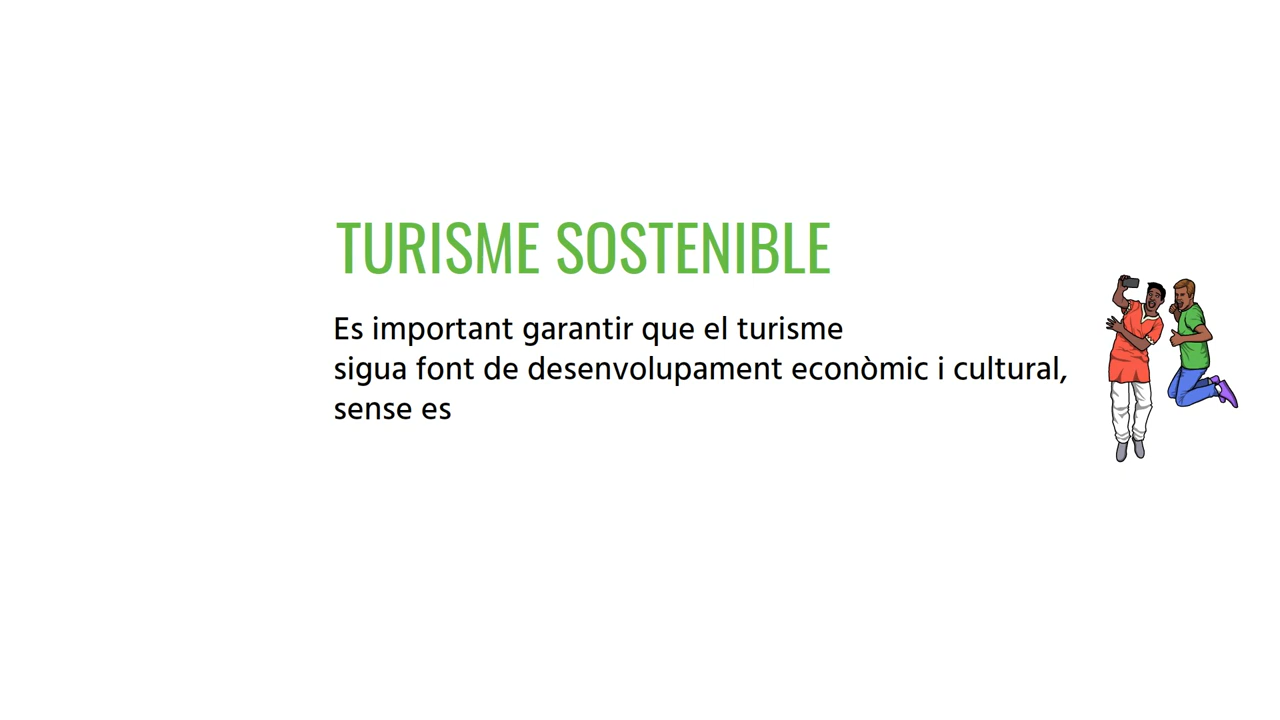 TURISME SOSTENIBLE
Es important garantir que el turisme
sigua font de desenvolupament econòmic i cultural,
sense es